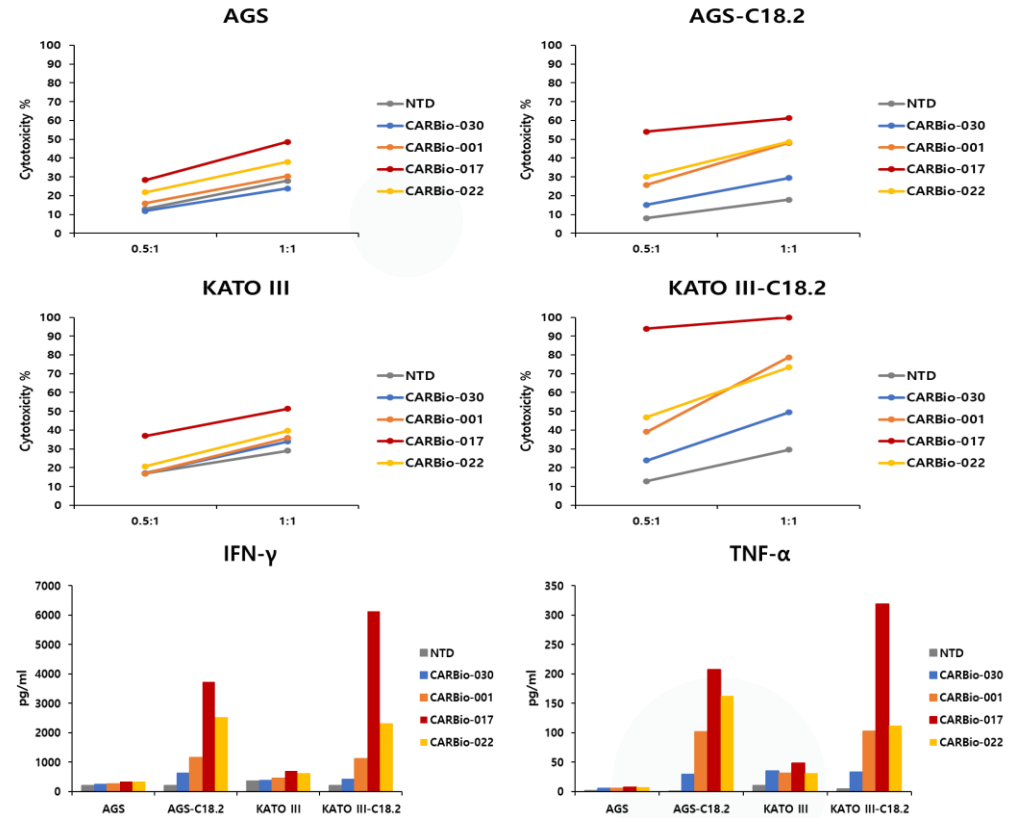 AGS
Cytotoxicity %
100
90
80
70
60
50
40
30
20
10
0
0.5:1
1:1
NTD
CARBio-030
CARBio-001
CARBio-017
CARBio-022
AGS-C18.2
Cytotoxicity %
100
90
80
70
60
50
40
30
20
10
0
0.5:1
1:1
NTD
CARBio-030
CARBio-001
CARBio-017
CARBio-022
KATO III
Cytotoxicity %
100
90
80
70
60
50
40
30
20
10
0
0.5:1
1:1
NTD
CARBio-030
CARBio-001
CARBio-017
CARBio-022
KATO III-C18.2
Cytotoxicity %
100
90
80
70
60
50
40
30
20
10
0
0.5:1
1:1
NTD
CARBio-030
CARBio-001
CARBio-017
CARBio-022
IFN-γ
pg/ml
7000
6000
5000
4000
3000
2000
1000
0
AGS
AGS-C18.2
KATO III
KATO III-C18.2
NTD
CARBio-030
CARBio-001
CARBio-017
CARBio-022
TNF-α
pg/ml
350
300
250
200
150
100
50
0
AGS
AGS-C18.2
KATO III
KATO III-C18.2
NTD
CARBio-030
CARBio-001
CARBio-017
CARBio-022